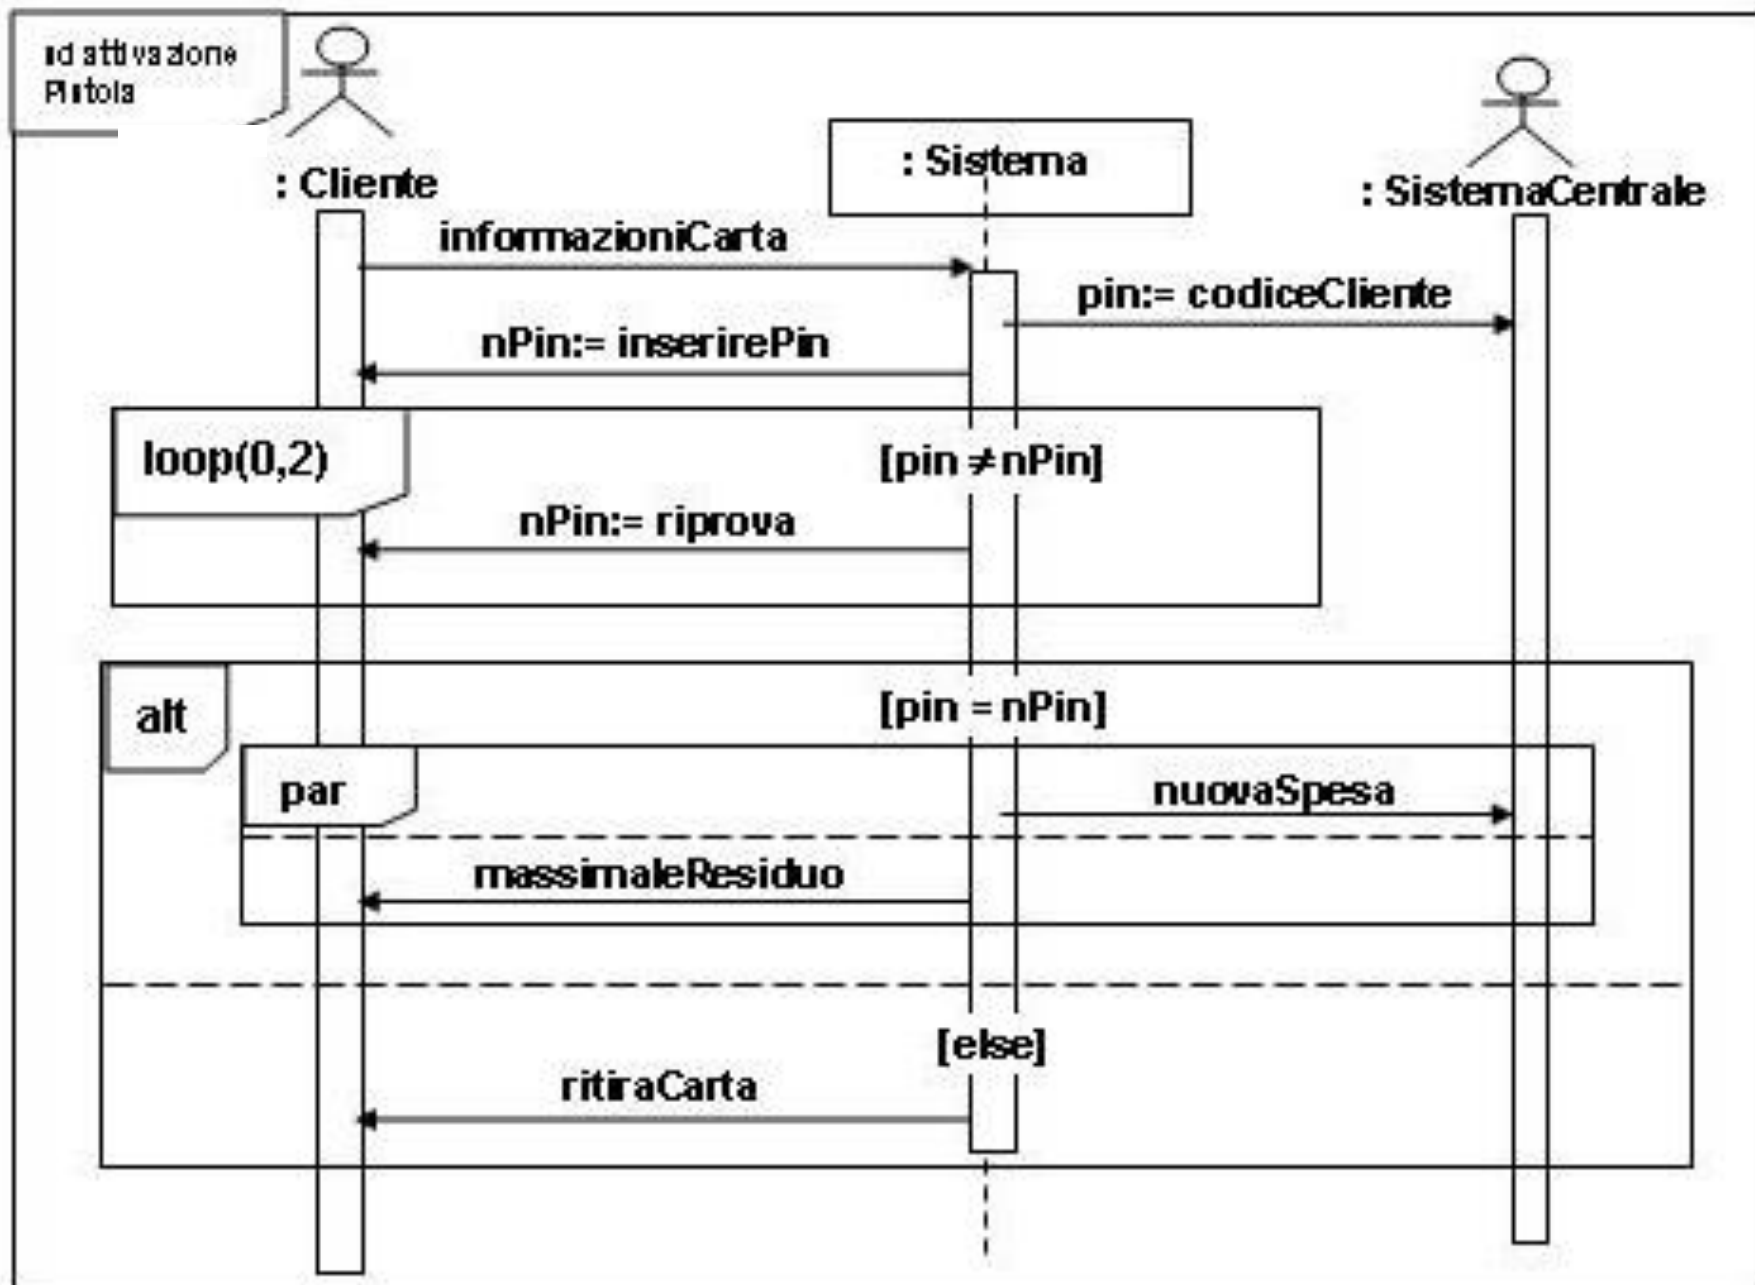 sd attivazione
Pistola
: Cliente
: Sistema
: SistemaCentrale
informazioniCarta
pin:= codiceCliente
nPin:= inserirePin
loop(0,2)
[pin ≠ nPin]
nPin:= riprova
alt
[pin = nPin]
par
nuovaSpesa
massimaleResiduo
[else]
ritiraCarta